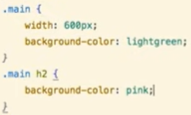 .main {
    width: 600px;
    background-color: lightgreen;
}
.main h2 {
    background-color: pink;
}